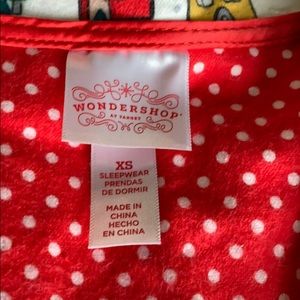 WONDERSHOP
AT TARGET
XS
SLEEPWEAR
PRENDAS
DE DORMIR
MADE IN
CHINA
HECHO
EN CHINA